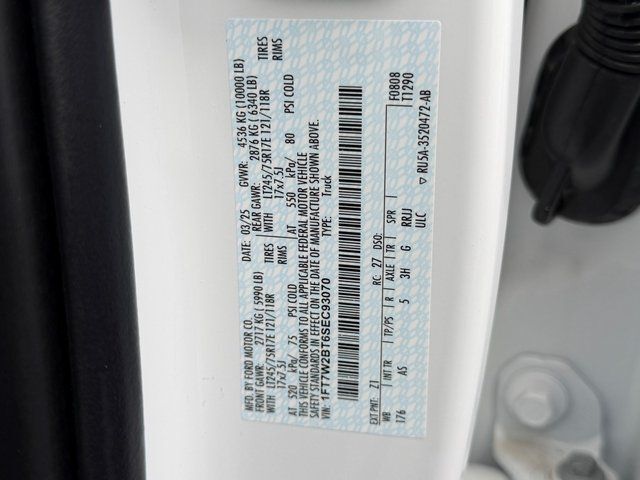 MFD. BY FORD MOTOR CO.
DATE: 03/25 GVWR: 4536 KG (10000 LB)
FRONT GAWR: 2717 KG (5990 LB) REAR GAWR: 2876 KG (6340 LB)
WITH LT245/75R17E 121/118R TIRES WITH LT245/75R17E 121/118R TIRES
17x7.5J RIMS 17x7.5J RIMS
AT 520 kPa/ 75 PSI COLD AT 550 kPa/ 80 PSI COLD
THIS VEHICLE CONFORMS TO ALL APPLICABLE FEDERAL MOTOR VEHICLE
SAFETY STANDARDS IN EFFECT ON THE DATE OF MANUFACTURE SHOWN ABOVE.
VIN: 1FT7W2BT6SEC93070 TYPE: Truck
F0808
T1290
EXT PNT: Z1 RC: 27 DSO:
WB INT TR TP/PS R AXLE TR SPR
176 AS 5 3H G RRJJ
ULC
▽ RU5A-3520472-AB